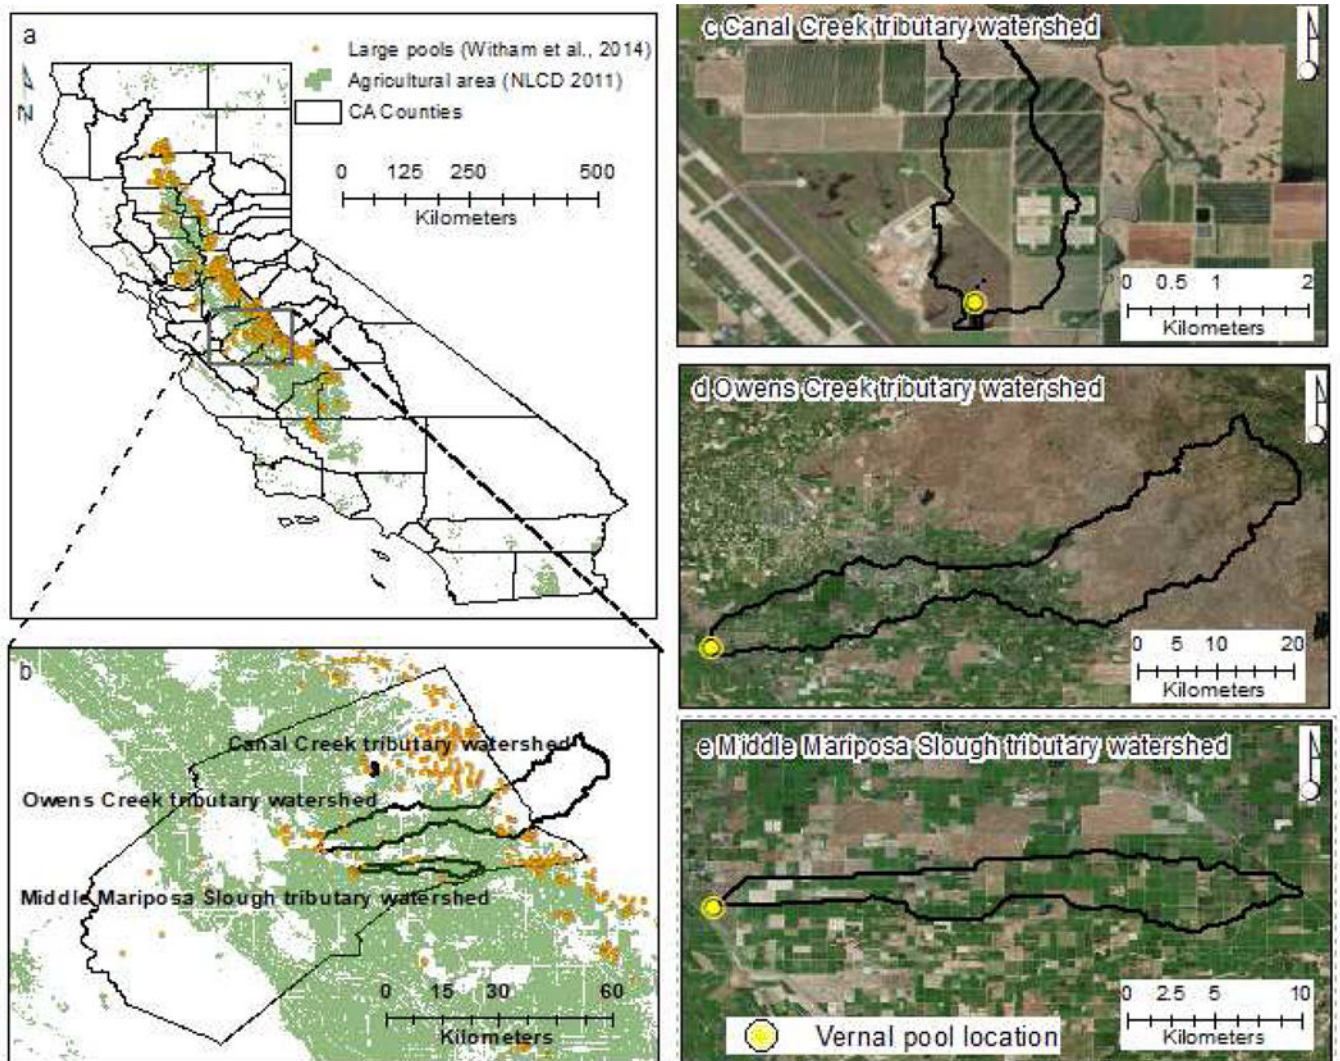 a
Large pools (Witham et al., 2014)
Agricultural area (NLCD 2011)
CA Counties
N
0 125 250 500
Kilometers
b
Canal Creek tributary watershed
Owens Creek tributary watershed
Middle Mariposa Slough tributary watershed
0 15 30 60
Kilometers
c Canal Creek tributary watershed
0 0.5 1 2
Kilometers
d Owens Creek tributary watershed
0 5 10 20
Kilometers
e Middle Mariposa Slough tributary watershed
0 2.5 5 10
Kilometers
Vernal pool location